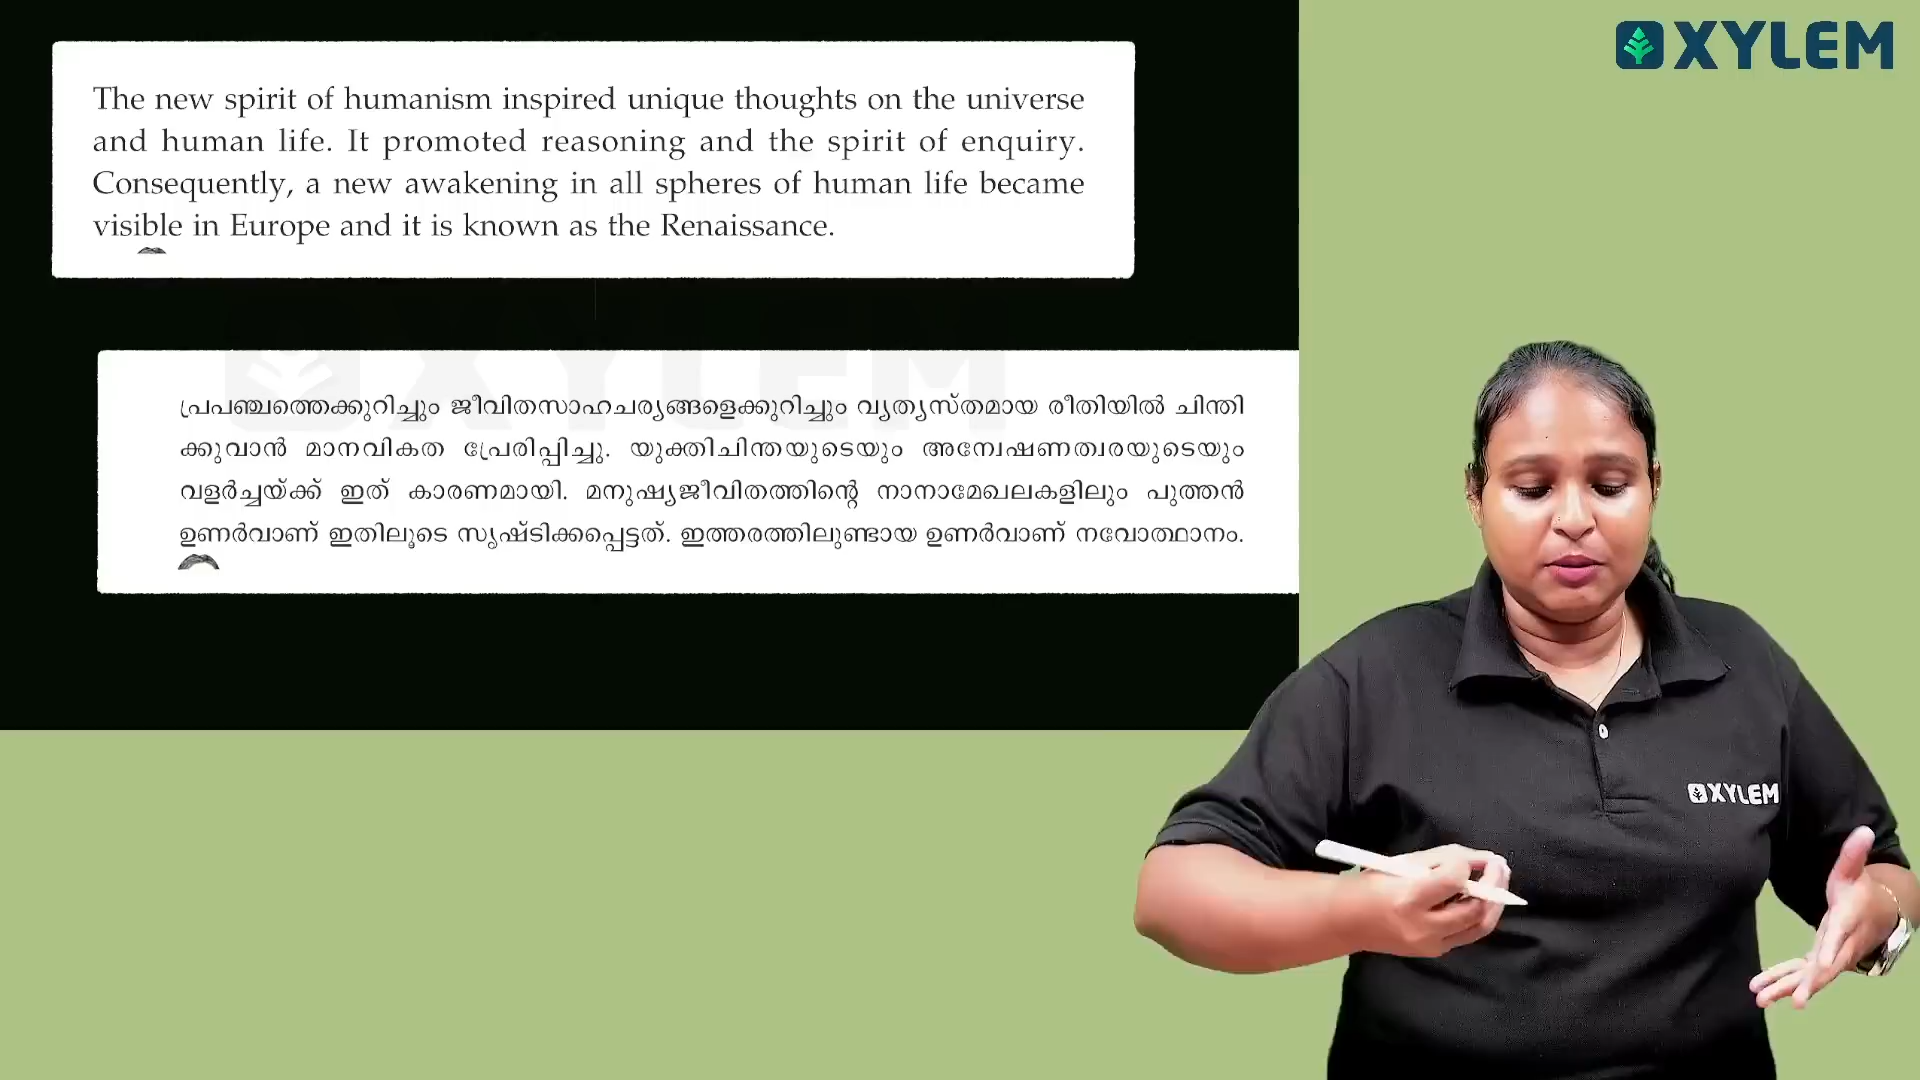 XYLEM
The new spirit of humanism inspired unique thoughts on the universe
and human life. It promoted reasoning and the spirit of enquiry.
Consequently, a new awakening in all spheres of human life became
visible in Europe and it is known as the Renaissance.
XYLEM
പ്രപഞ്ചത്തെക്കുറിച്ചും ജീവിതസാഹചര്യങ്ങളെക്കുറിച്ചും വ്യത്യസ്തമായ രീതിയിൽ ചിന്തി
ക്കുവാൻ മാനവികത പ്രേരിപ്പിച്ചു. യുക്തിചിന്തയുടെയും അന്വേഷണത്വരയുടെയും
വളർച്ചയ്ക്ക് ഇത് കാരണമായി. മനുഷ്യജീവിതത്തിന്റെ നാനാമേഖലകളിലും പുത്തൻ
ഉണർവാണ് ഇതിലൂടെ സൃഷ്ടിക്കപ്പെട്ടത്. ഇത്തരത്തിലുണ്ടായ ഉണർവാണ് നവോത്ഥാനം.
XYLEM